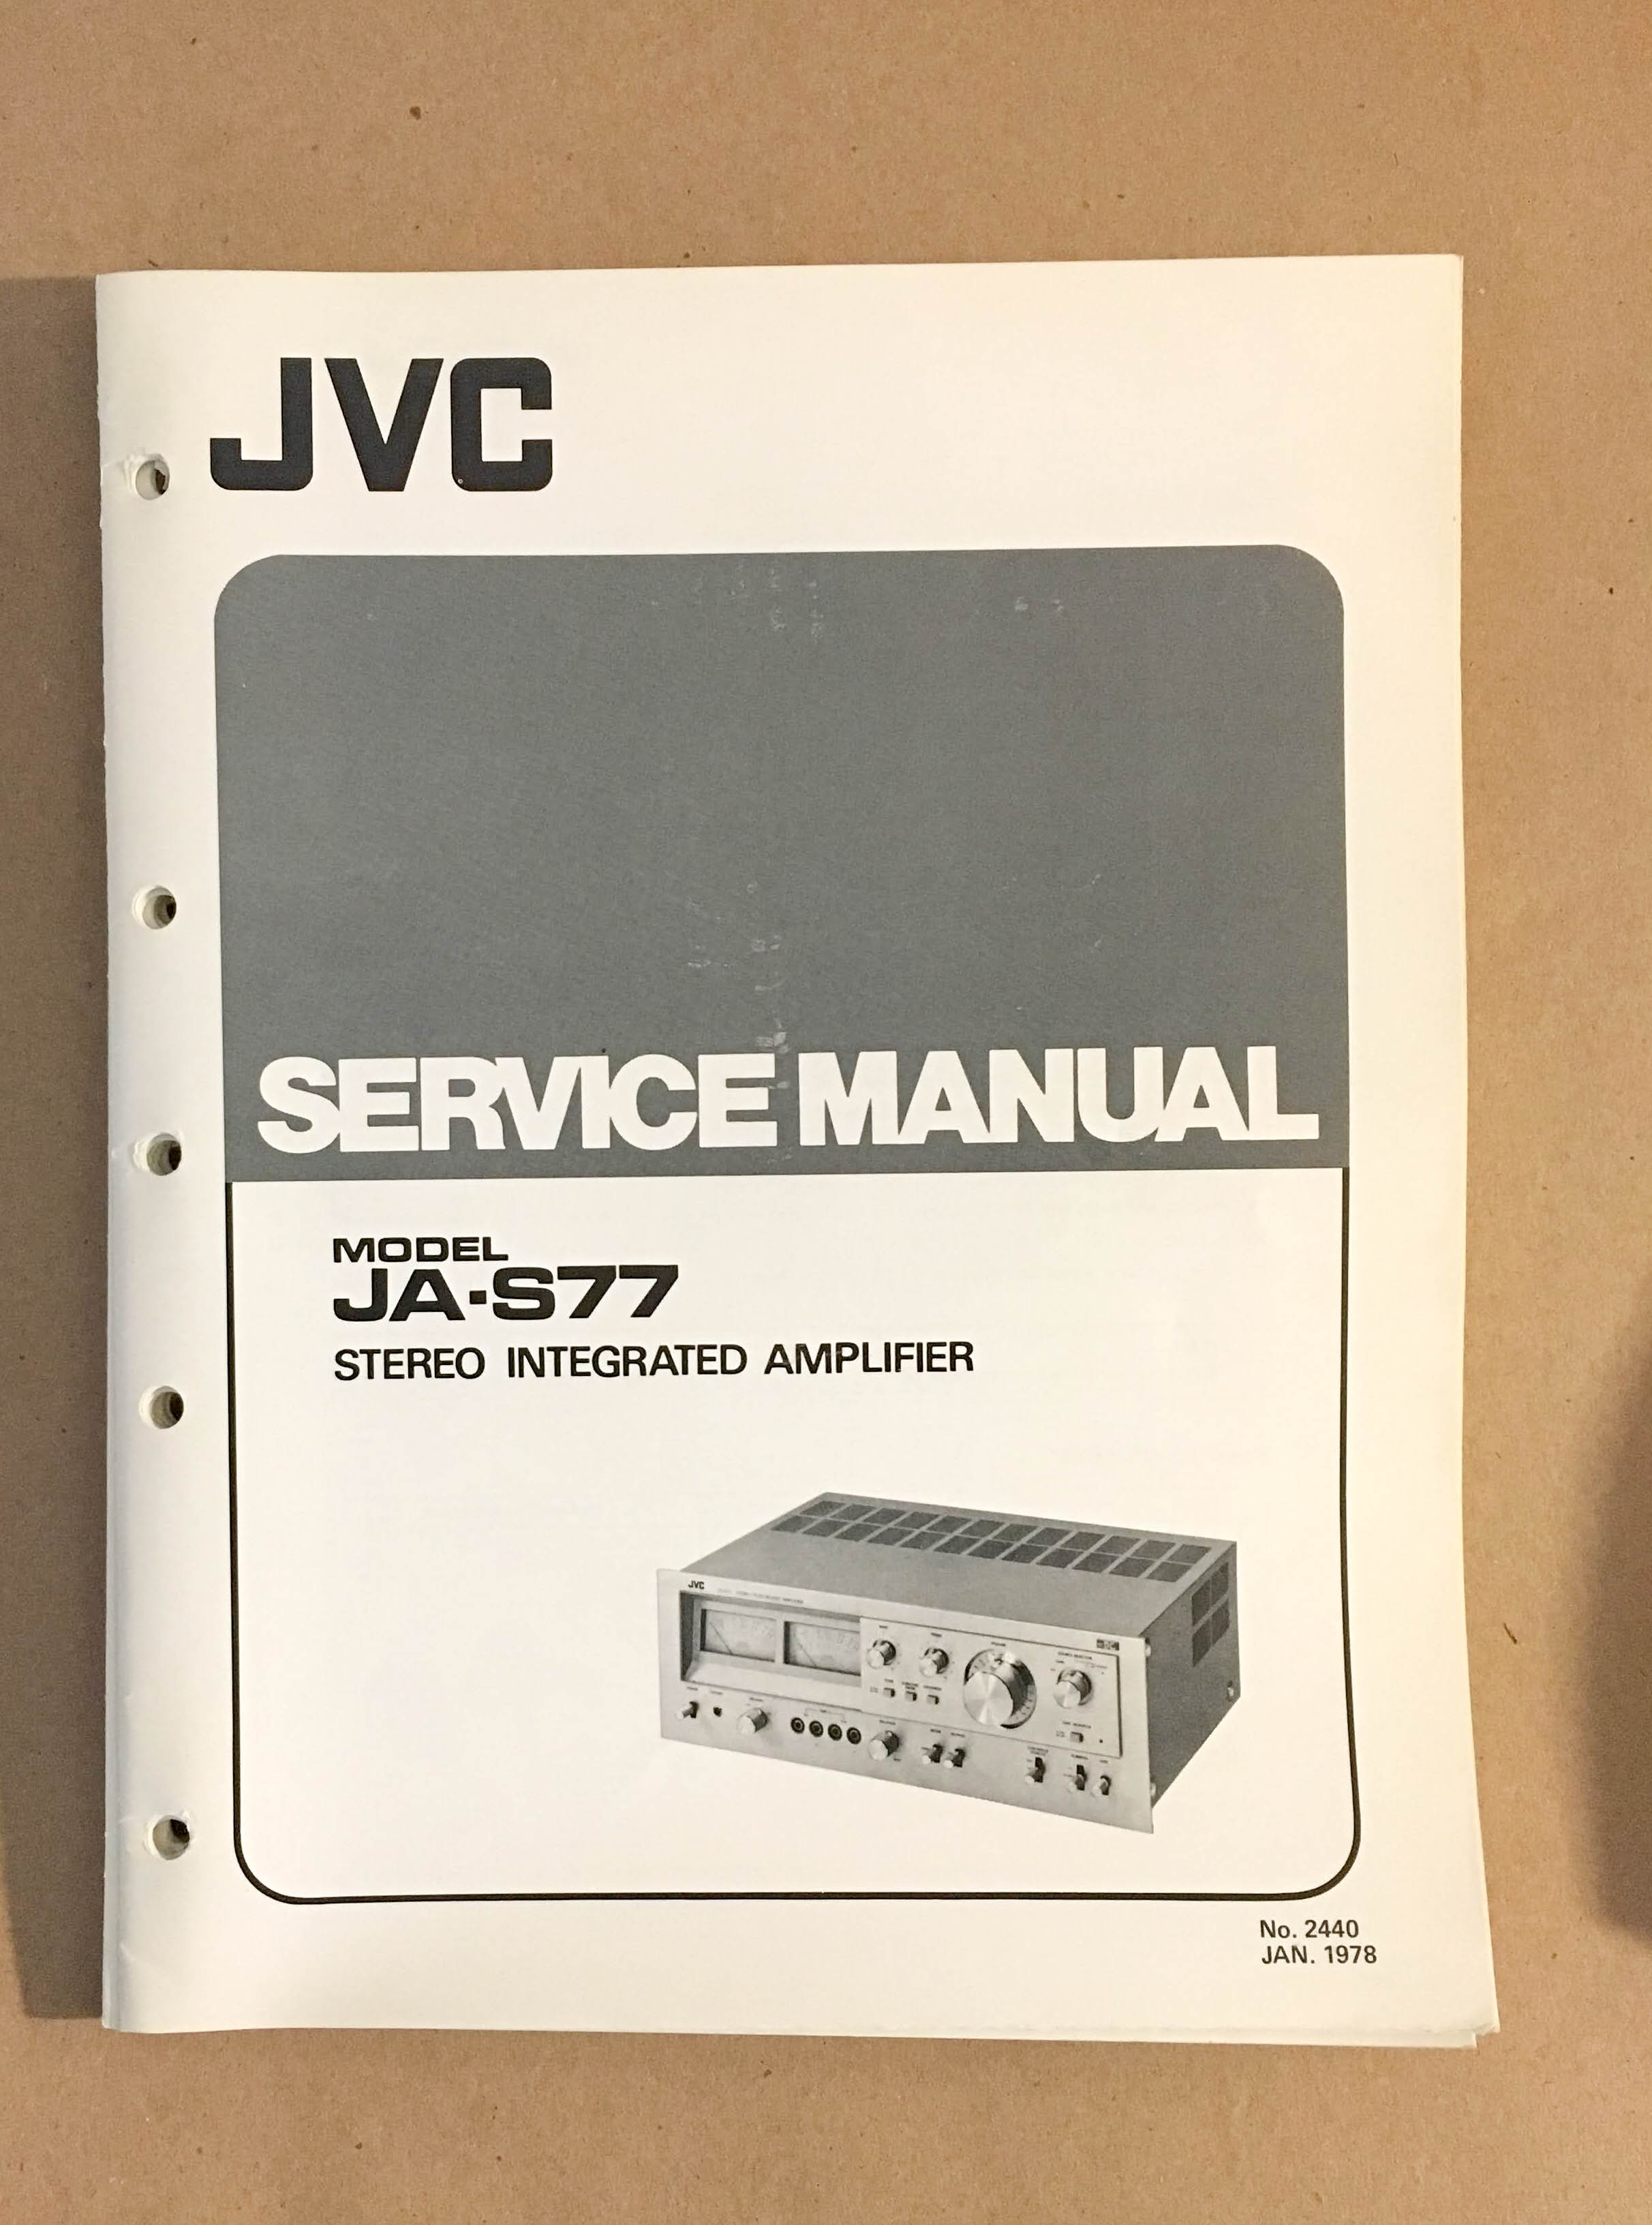 JVC
SERVICE MANUAL
MODEL
JA-S77
STEREO INTEGRATED AMPLIFIER
JVC
No. 2440
JAN. 1978